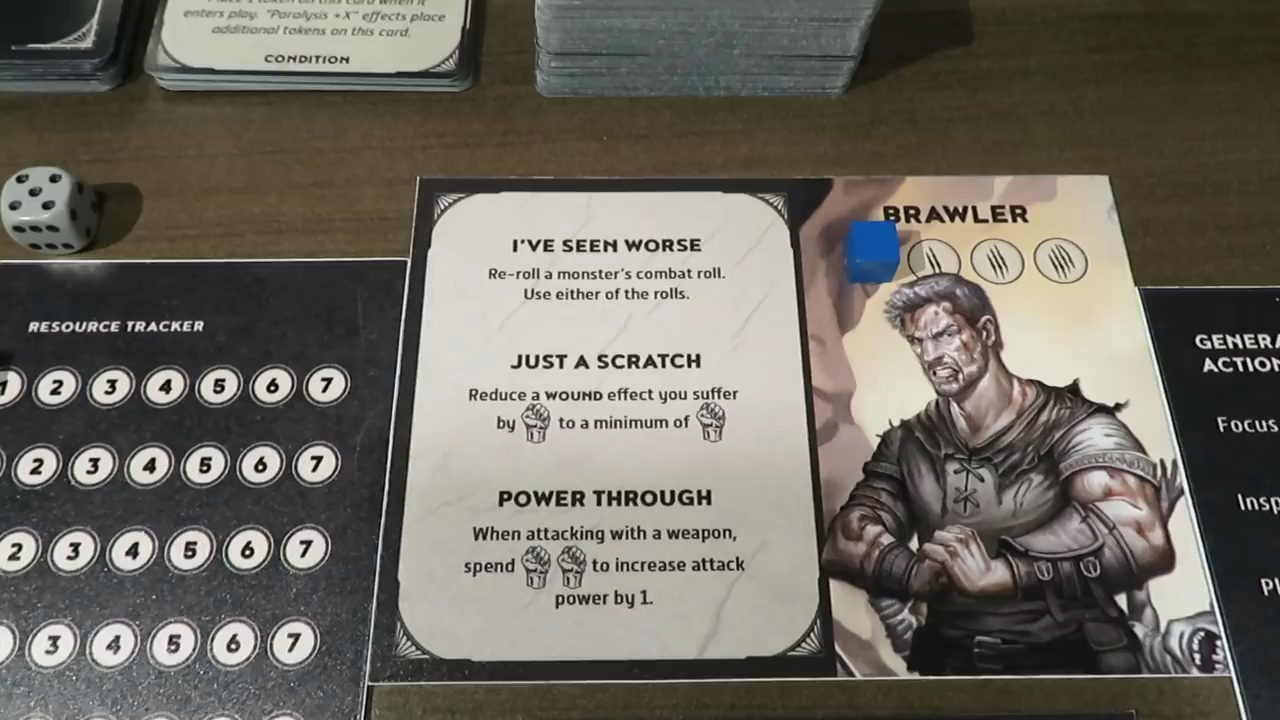 enters play. "Paralysis +X" effects place
additional tokens on this card.
CONDITION
BRAWLER
I'VE SEEN WORSE
Re-roll a monster's combat roll.
Use either of the rolls.
JUST A SCRATCH
Reduce a WOUND effect you suffer
by to a minimum of
POWER THROUGH
When attacking with a weapon,
spend to increase attack
power by 1.
RESOURCE TRACKER
1 2 3 4 5 6 7
2 3 4 5 6 7
2 3 4 5 6 7
3 4 5 6 7
GENERA
ACTION
Focus
Insp